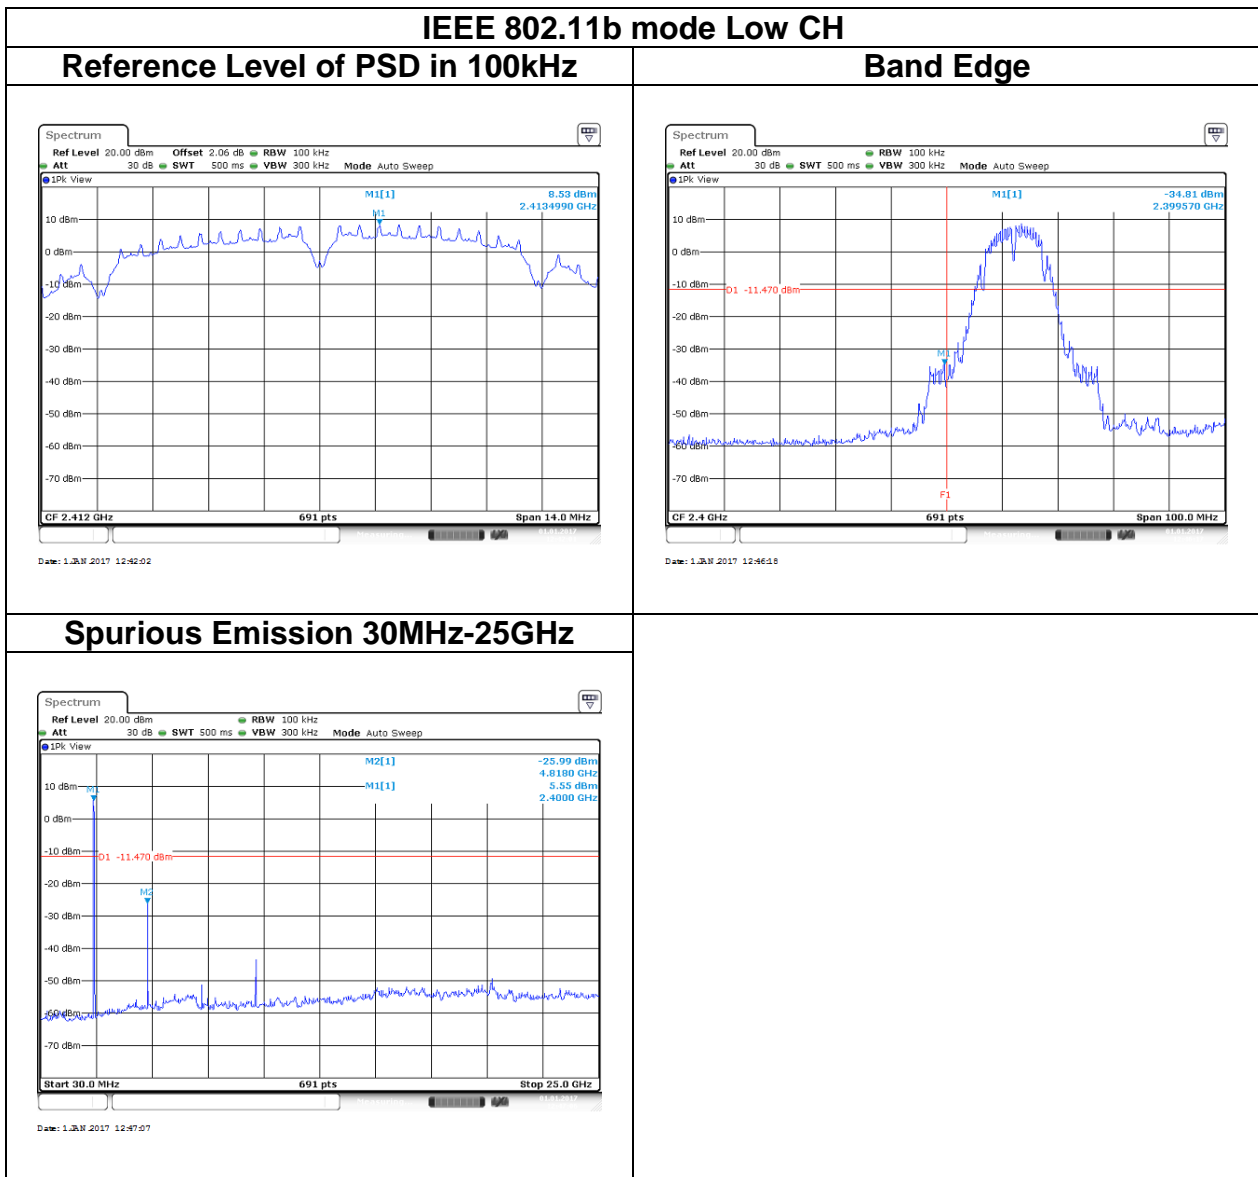 IEEE 802.11b mode Low CH
Reference Level of PSD in 100kHz
Band Edge
Spectrum
Ref Level 20.00 dBm Offset 2.06 dB RBW 100 kHz
Att 30 dB SWT 500 ms VBW 300 kHz Mode Auto Sweep
1Pk View
M1[1] 8.53 dBm
2.4134990 GHz
M1
10 dBm
0 dBm
-10 dBm
-20 dBm
-30 dBm
-40 dBm
-50 dBm
-60 dBm
-70 dBm
CF 2.412 GHz 691 pts Span 14.0 MHz
Date: 1.JAN.2017 12:42:02
Spectrum
Ref Level 20.00 dBm RBW 100 kHz
Att 30 dB SWT 500 ms VBW 300 kHz Mode Auto Sweep
1Pk View
M1[1] -34.81 dBm
2.399570 GHz
10 dBm
0 dBm
-10 dBm
D1 -11.470 dBm
-20 dBm
-30 dBm
M1
-40 dBm
-50 dBm
-60 dBm
-70 dBm
F1
CF 2.4 GHz 691 pts Span 100.0 MHz
Date: 1.JAN.2017 12:46:18
Spurious Emission 30MHz-25GHz
Spectrum
Ref Level 20.00 dBm RBW 100 kHz
Att 30 dB SWT 500 ms VBW 300 kHz Mode Auto Sweep
1Pk View
M2[1] -25.99 dBm
4.8180 GHz
M1[1] 5.55 dBm
2.4000 GHz
10 dBm
M1
0 dBm
-10 dBm
D1 -11.470 dBm
-20 dBm
M2
-30 dBm
-40 dBm
-50 dBm
-60 dBm
-70 dBm
Start 30.0 MHz 691 pts Stop 25.0 GHz
Date: 1.JAN.2017 12:47:07